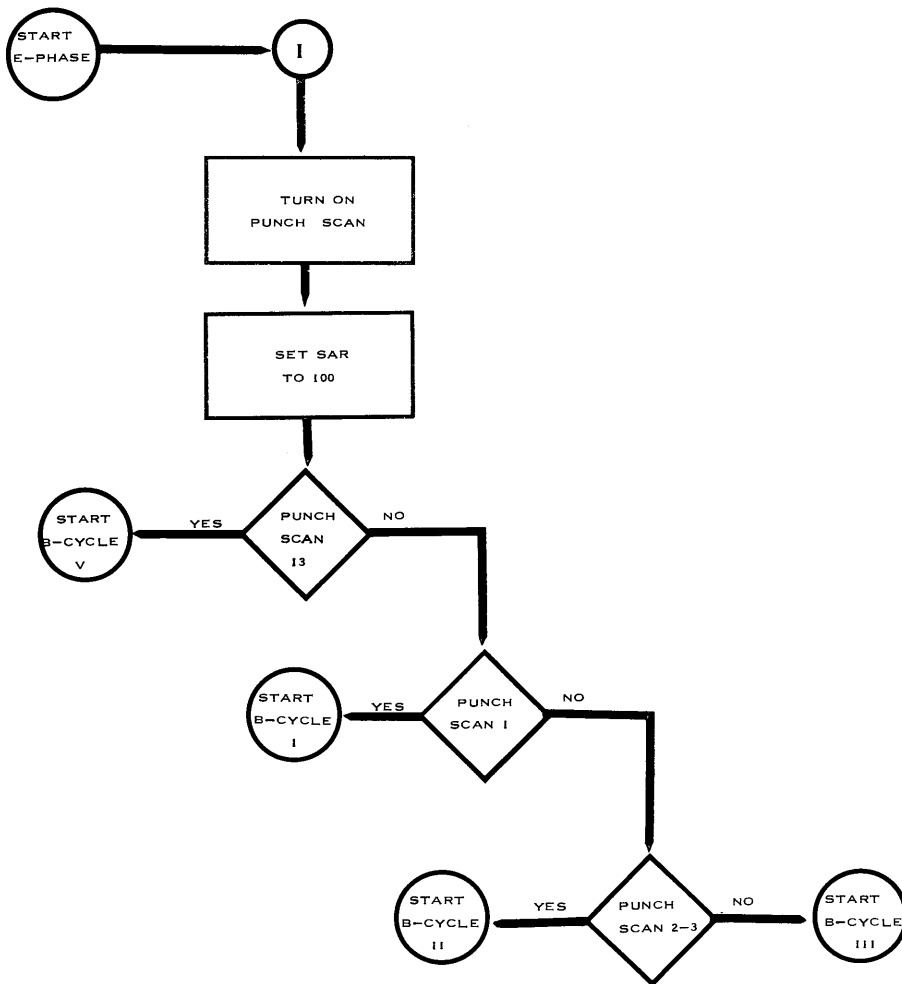 START
E-PHASE
I
TURN ON
PUNCH SCAN
SET SAR
TO 100
START
B-CYCLE
V
YES
PUNCH
SCAN
13
NO
START
B-CYCLE
I
YES
PUNCH
SCAN 1
NO
START
B-CYCLE
II
YES
PUNCH
SCAN 2-3
NO
START
B-CYCLE
III